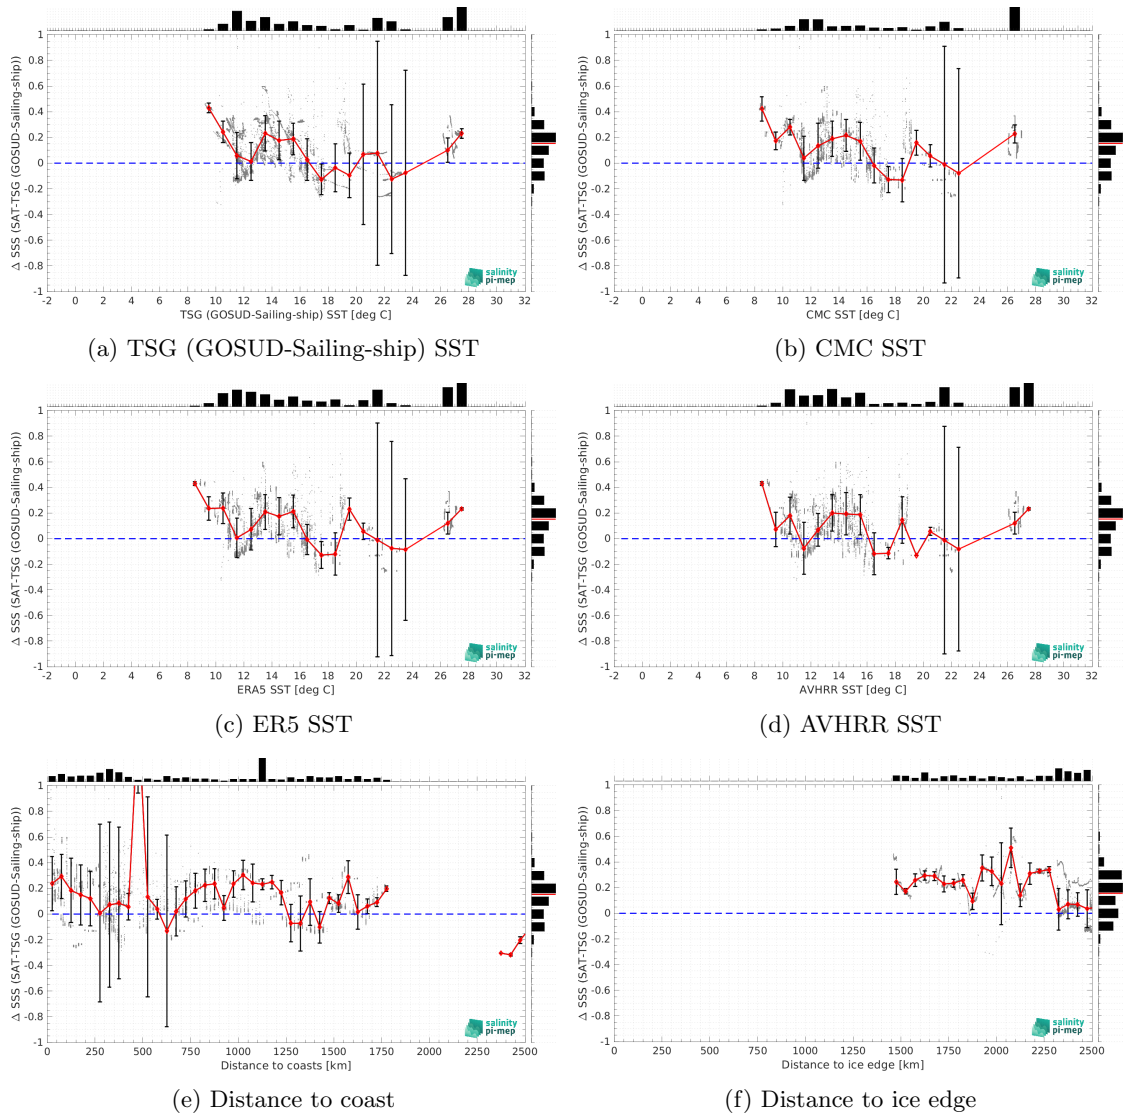 1
0.8
0.6
0.4
0.2
0
-0.2
-0.4
-0.6
-0.8
-1
Δ SSS (SAT-TSG (GOSUD-Sailing-ship))
salinity
pi-mep
-2 0 2 4 6 8 10 12 14 16 18 20 22 24 26 28 30 32
TSG (GOSUD-Sailing-ship) SST [deg C]
(a) TSG (GOSUD-Sailing-ship) SST
1
0.8
0.6
0.4
0.2
0
-0.2
-0.4
-0.6
-0.8
-1
Δ SSS (SAT-TSG (GOSUD-Sailing-ship))
salinity
pi-mep
-2 0 2 4 6 8 10 12 14 16 18 20 22 24 26 28 30 32
CMC SST [deg C]
(b) CMC SST
1
0.8
0.6
0.4
0.2
0
-0.2
-0.4
-0.6
-0.8
-1
Δ SSS (SAT-TSG (GOSUD-Sailing-ship))
salinity
pi-mep
-2 0 2 4 6 8 10 12 14 16 18 20 22 24 26 28 30 32
ERA5 SST [deg C]
(c) ER5 SST
1
0.8
0.6
0.4
0.2
0
-0.2
-0.4
-0.6
-0.8
-1
Δ SSS (SAT-TSG (GOSUD-Sailing-ship))
salinity
pi-mep
-2 0 2 4 6 8 10 12 14 16 18 20 22 24 26 28 30 32
AVHRR SST [deg C]
(d) AVHRR SST
1
0.8
0.6
0.4
0.2
0
-0.2
-0.4
-0.6
-0.8
-1
Δ SSS (SAT-TSG (GOSUD-Sailing-ship))
salinity
pi-mep
0 250 500 750 1000 1250 1500 1750 2000 2250 2500
Distance to coasts [km]
(e) Distance to coast
1
0.8
0.6
0.4
0.2
0
-0.2
-0.4
-0.6
-0.8
-1
Δ SSS (SAT-TSG (GOSUD-Sailing-ship))
salinity
pi-mep
0 250 500 750 1000 1250 1500 1750 2000 2250 2500
Distance to ice edge [km]
(f) Distance to ice edge